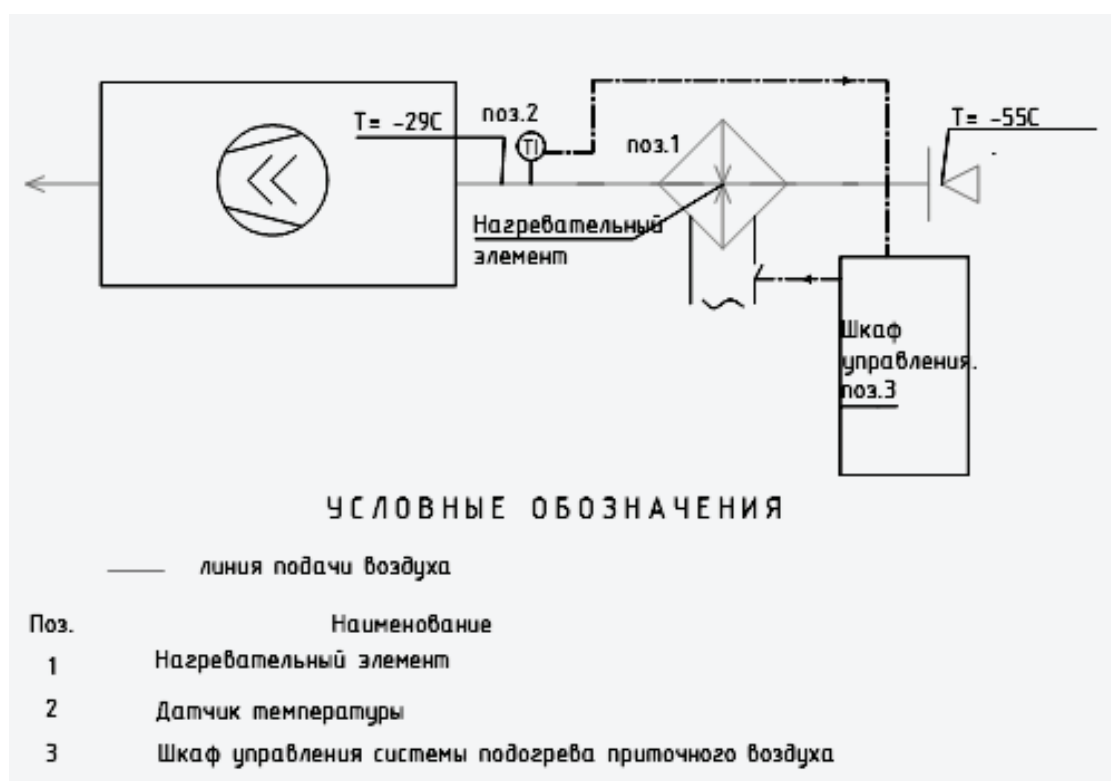 T= -29C
поз.2
TI
поз.1
T= -55C
Нагревательный
элемент
Шкаф
управления.
поз.3
УСЛОВНЫЕ ОБОЗНАЧЕНИЯ
линия подачи воздуха
Поз. Наименование
1 Нагревательный элемент
2 Датчик температуры
3 Шкаф управления системы подогрева приточного воздуха